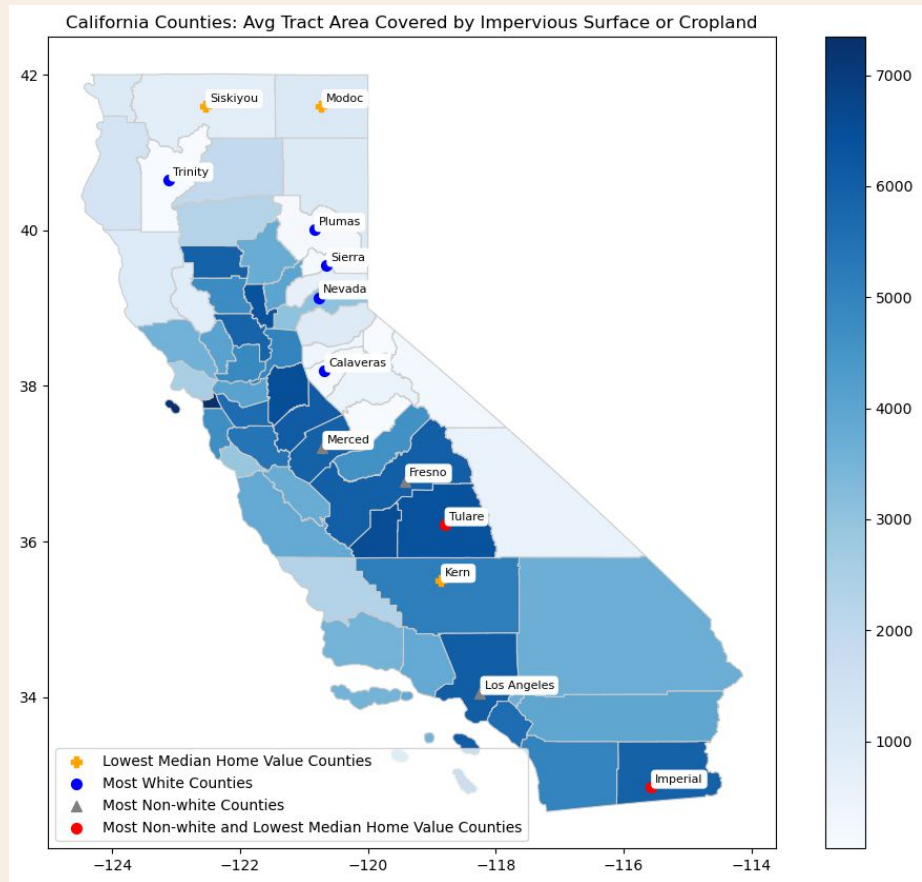 California Counties: Avg Tract Area Covered by Impervious Surface or Cropland
42
40
38
36
34
−124
−122
−120
−118
−116
−114
7000
6000
5000
4000
3000
2000
1000
Siskiyou
Modoc
Trinity
Plumas
Sierra
Nevada
Calaveras
Merced
Fresno
Tulare
Kern
Los Angeles
Imperial
Lowest Median Home Value Counties
Most White Counties
Most Non-white Counties
Most Non-white and Lowest Median Home Value Counties